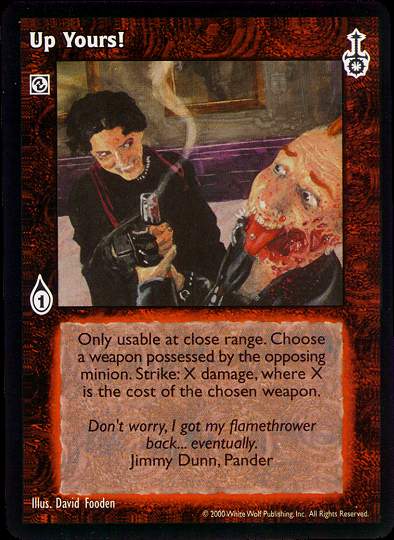 Up Yours!
1
Only usable at close range. Choose
a weapon possessed by the opposing
minion. Strike: X damage, where X
is the cost of the chosen weapon.
Don't worry, I got my flamethrower
back... eventually.
Jimmy Dunn, Pander
Illus. David Fooden
© 2000 White Wolf Publishing, Inc. All Rights Reserved.